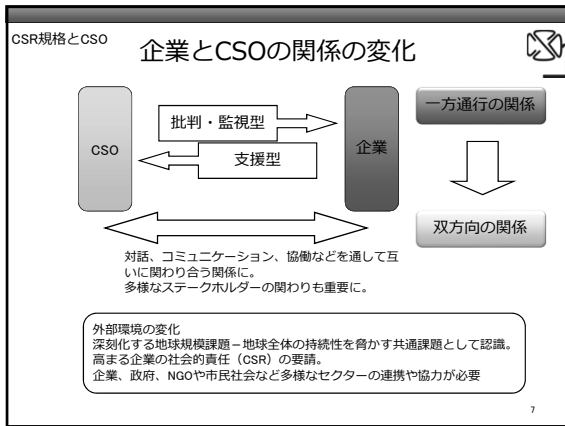 CSR規格とCSO
企業とCSOの関係の変化
批判・監視型
支援型
CSO
企業
一方通行の関係
双方向の関係
対話、コミュニケーション、協働などを通して互
いに関わり合う関係に。
多様なステークホルダーの関わりも重要に。
外部環境の変化
深刻化する地球規模課題－地球全体の持続性を脅かす共通課題として認識。
高まる企業の社会的責任（CSR）の要請。
企業、政府、NGOや市民社会など多様なセクターの連携や協力が必要
7